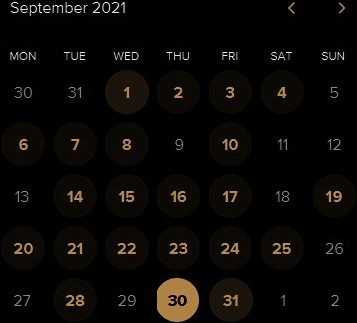 September 2021
MON TUE WED THU FRI SAT SUN
30 31 1 2 3 4 5
6 7 8 9 10 11 12
13 14 15 16 17 18 19
20 21 22 23 24 25 26
27 28 29 30 31 1 2